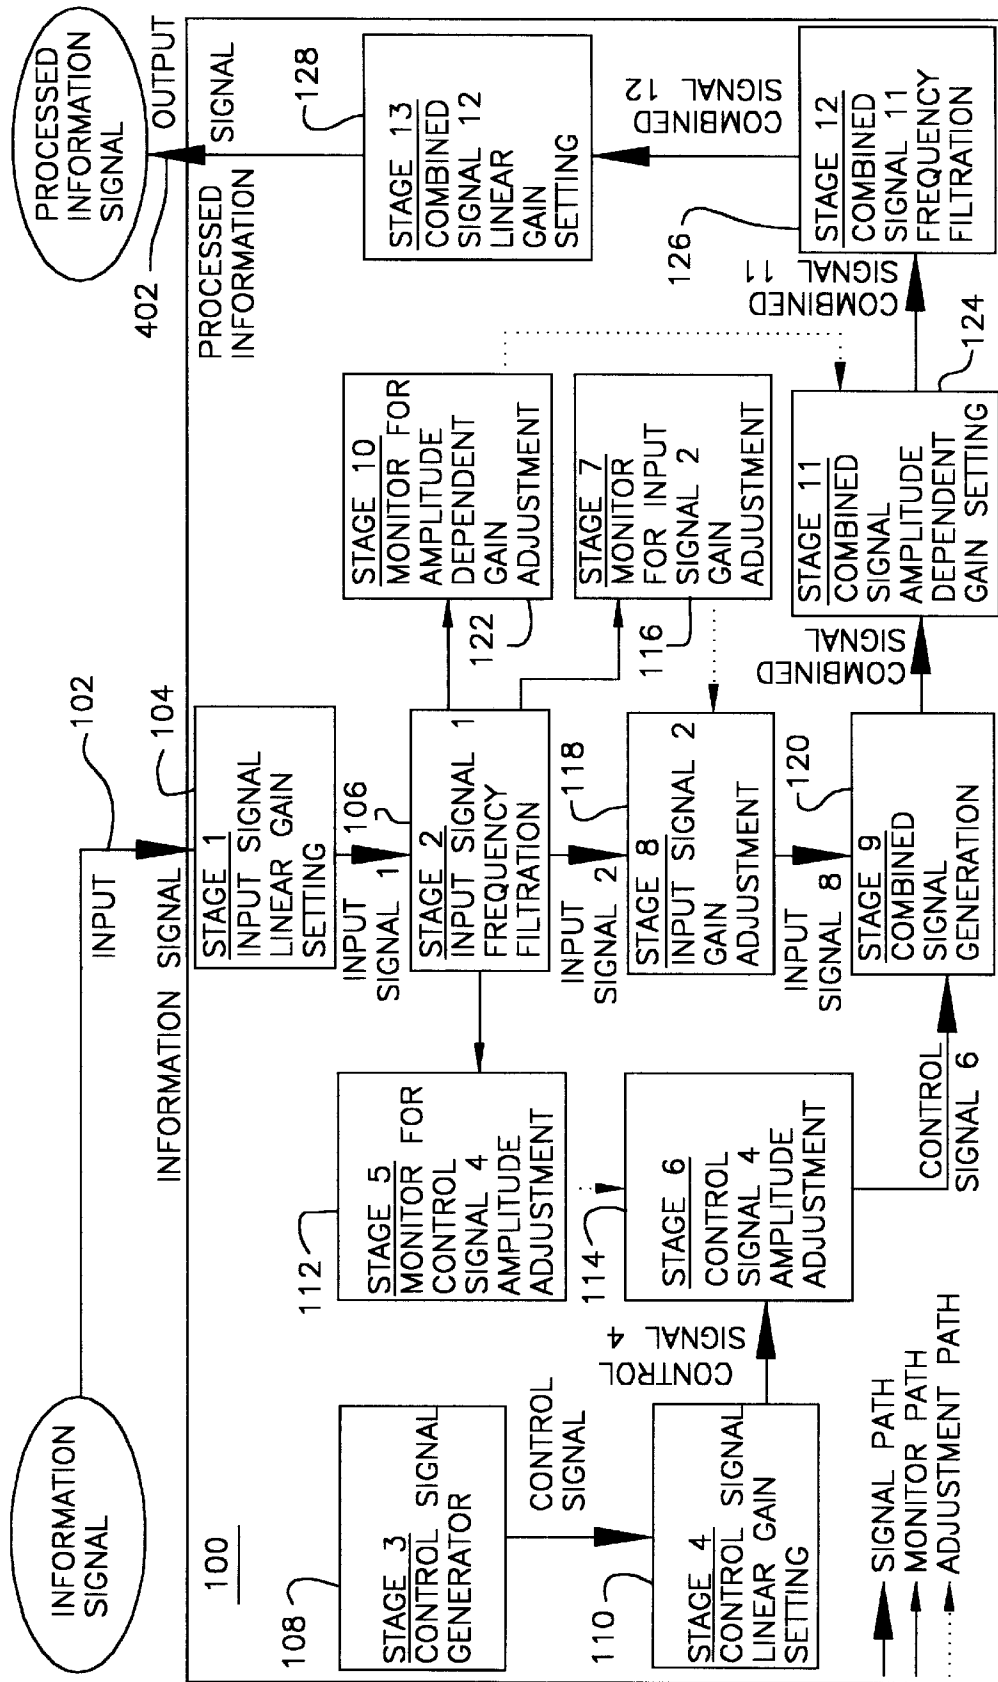 INFORMATION
SIGNAL
PROCESSED
INFORMATION
SIGNAL
INPUT
102
INFORMATION SIGNAL
104
402
OUTPUT
SIGNAL
PROCESSED
INFORMATION
100
STAGE 1
INPUT SIGNAL
LINEAR GAIN
SETTING
INPUT
SIGNAL 1
106
STAGE 2
INPUT SIGNAL 1
FREQUENCY
FILTRATION
108
STAGE 3
CONTROL SIGNAL
GENERATOR
CONTROL
SIGNAL
110
STAGE 4
CONTROL SIGNAL
LINEAR GAIN
SETTING
CONTROL
SIGNAL 4
112
STAGE 5
MONITOR FOR
CONTROL
SIGNAL 4
AMPLITUDE
ADJUSTMENT
114
STAGE 6
CONTROL
SIGNAL 4
AMPLITUDE
ADJUSTMENT
CONTROL
SIGNAL 6
116
STAGE 7
MONITOR
FOR INPUT
SIGNAL 2
GAIN
ADJUSTMENT
INPUT
SIGNAL 2
118
STAGE 8
INPUT SIGNAL 2
GAIN
ADJUSTMENT
INPUT
SIGNAL 8
120
STAGE 9
COMBINED
SIGNAL
GENERATION
COMBINED
SIGNAL
122
STAGE 10
MONITOR FOR
AMPLITUDE
DEPENDENT
GAIN
ADJUSTMENT
124
STAGE 11
COMBINED
SIGNAL
AMPLITUDE
DEPENDENT
GAIN SETTING
COMBINED
SIGNAL 11
126
STAGE 12
COMBINED
SIGNAL 11
FREQUENCY
FILTRATION
COMBINED
SIGNAL 12
128
STAGE 13
COMBINED
SIGNAL 12
LINEAR
GAIN
SETTING
SIGNAL PATH
MONITOR PATH
ADJUSTMENT PATH